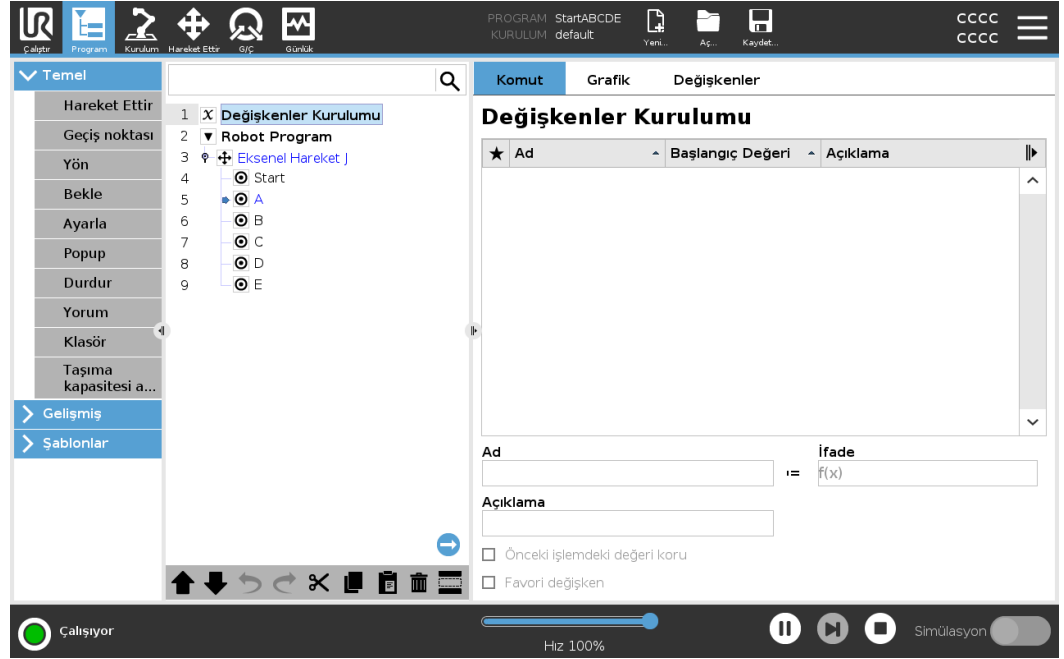 PROGRAM StartABCDE
KURULUM default
CCCC
CCCC
Çalıştır
Program
Kurulum
Hareket Ettir
G/Ç
Günlük
Yeni...
Aç...
Kaydet...
Temel
Hareket Ettir
Geçiş noktası
Yön
Bekle
Ayarla
Popup
Durdur
Yorum
Klasör
Taşıma
kapasitesi a...
Gelişmiş
Şablonlar
1 X Değişkenler Kurulumu
2 Robot Program
3 Eksenel Hareket J
4 Start
5 A
6 B
7 C
8 D
9 E
Komut Grafik Değişkenler
Değişkenler Kurulumu
Ad Başlangıç Değeri Açıklama
Ad
İfade
:= f(x)
Açıklama
Önceki işlemdeki değeri koru
Favori değişken
Çalışıyor
Hız 100%
Simülasyon